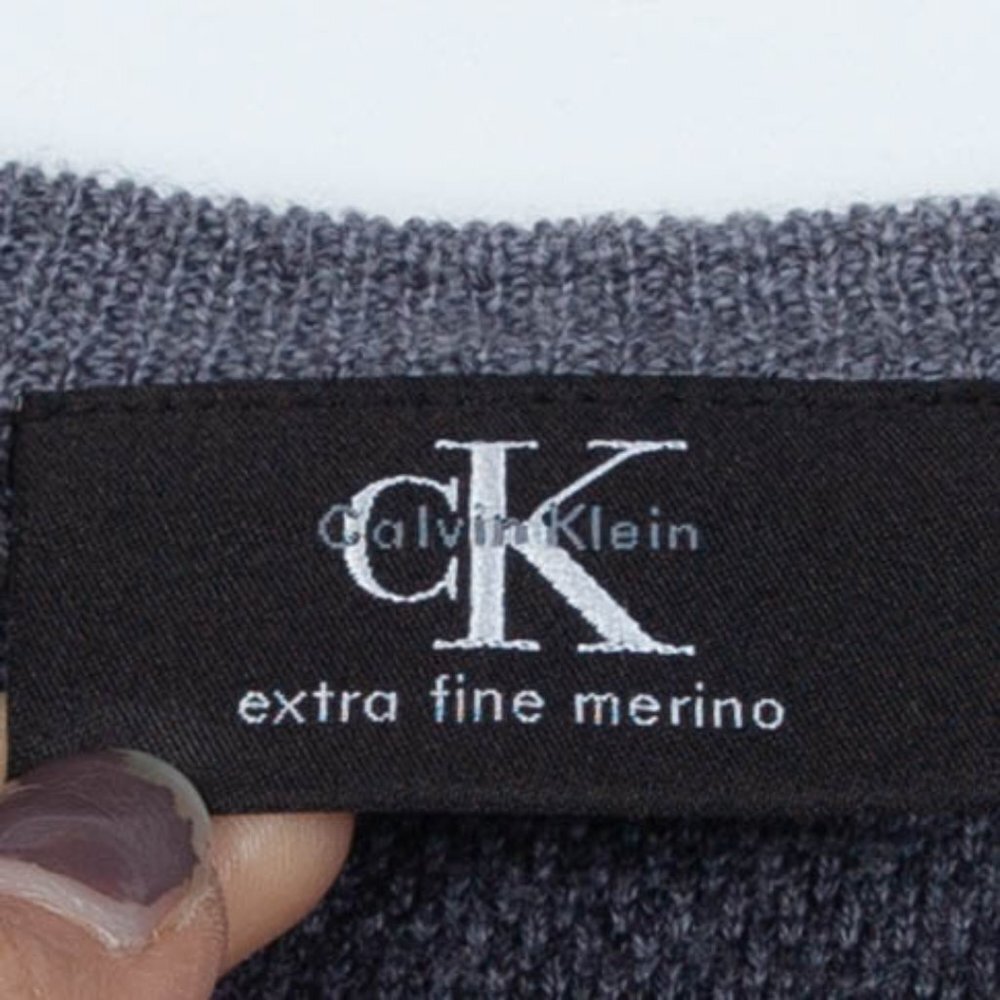 cK
Calvin Klein
extra fine merino